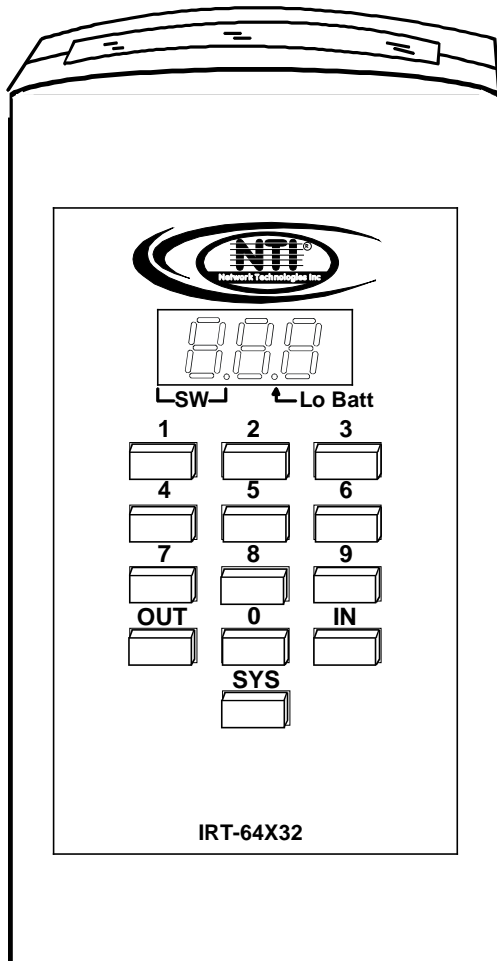 NTI®
Network Technologies Inc
SW Lo Batt
1 2 3
4 5 6
7 8 9
OUT 0 IN
SYS
IRT-64X32